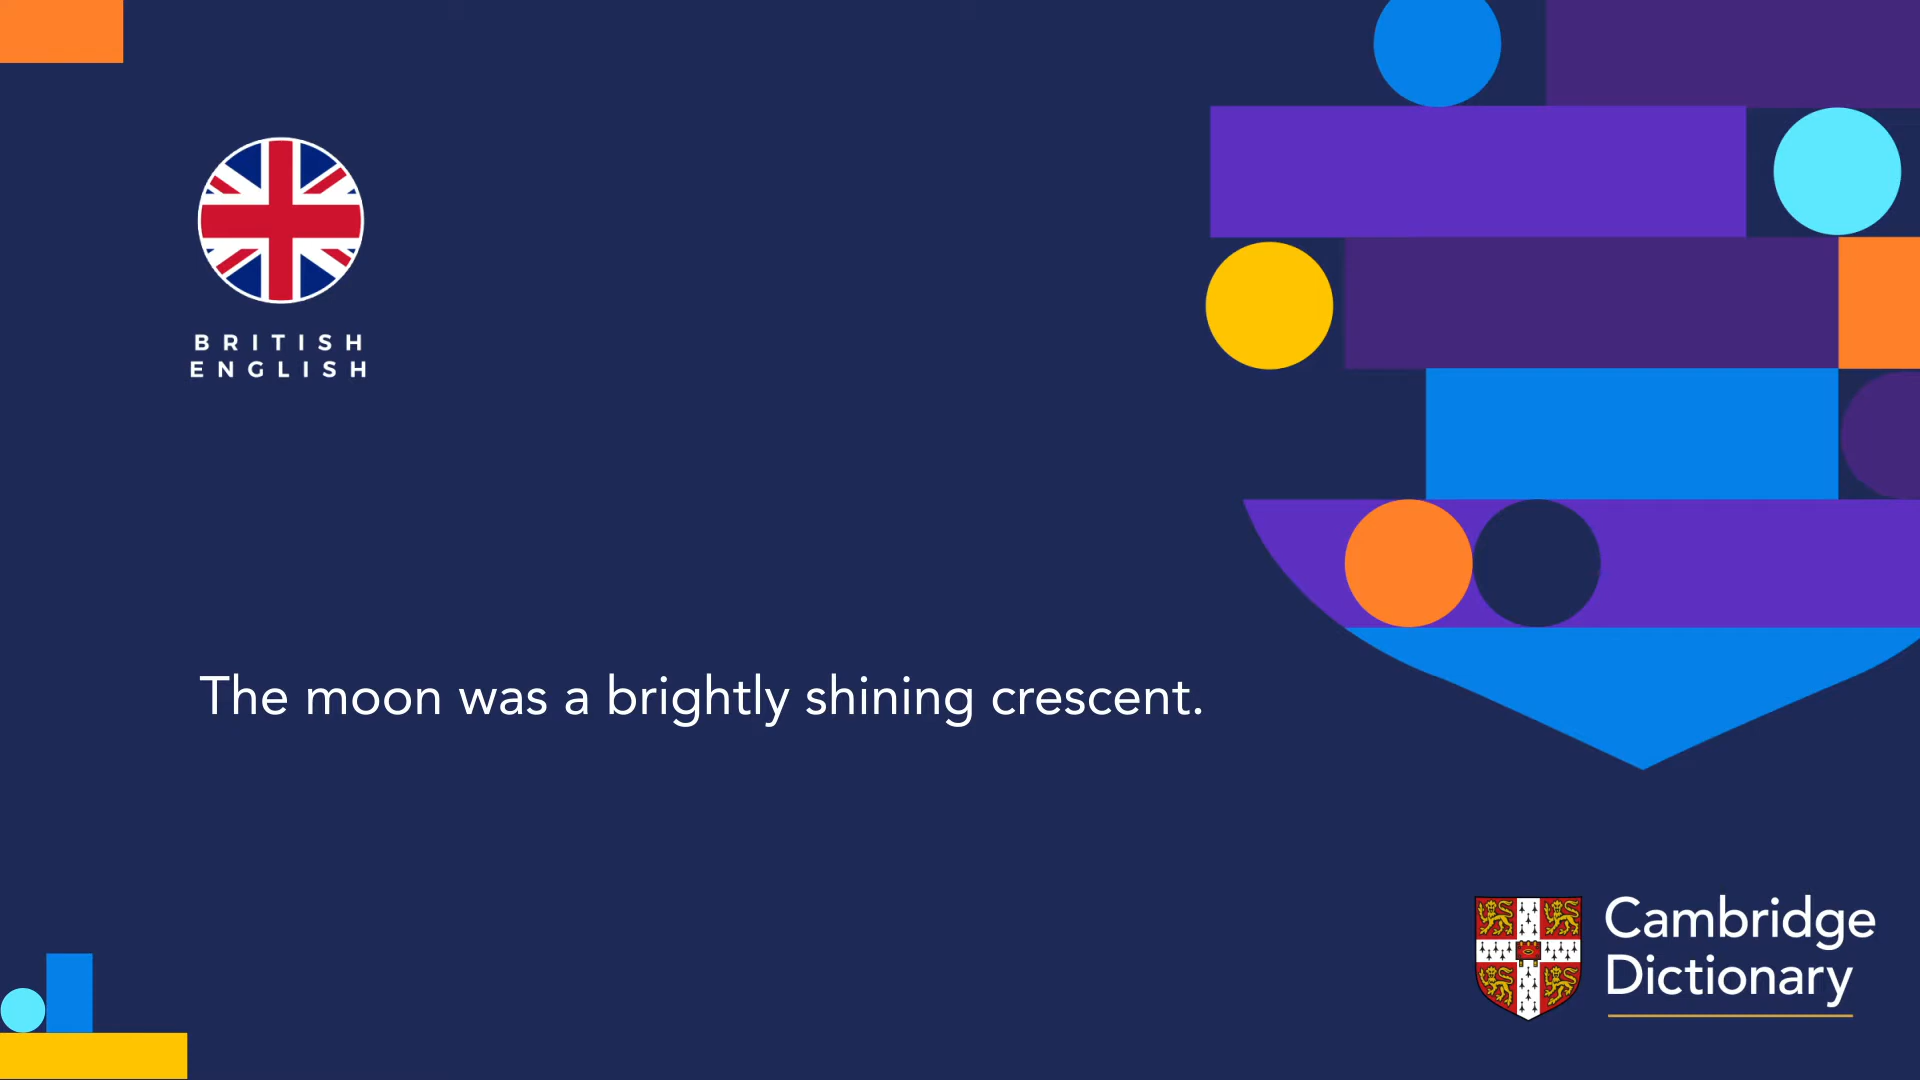 BRITISH
ENGLISH
The moon was a brightly shining crescent.
Cambridge
Dictionary